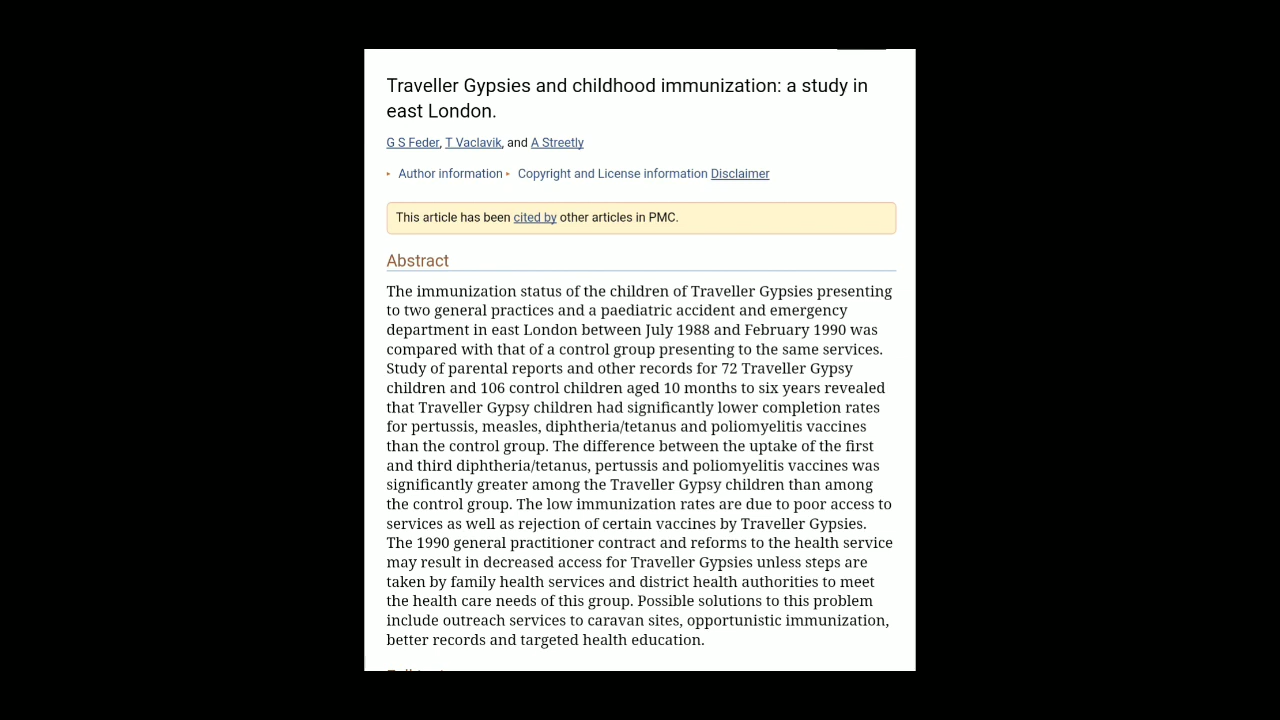 Traveller Gypsies and childhood immunization: a study in
east London.
G S Feder, T Vaclavik, and A Streetly
▸ Author information ▸ Copyright and License information Disclaimer
This article has been cited by other articles in PMC.
Abstract
The immunization status of the children of Traveller Gypsies presenting
to two general practices and a paediatric accident and emergency
department in east London between July 1988 and February 1990 was
compared with that of a control group presenting to the same services.
Study of parental reports and other records for 72 Traveller Gypsy
children and 106 control children aged 10 months to six years revealed
that Traveller Gypsy children had significantly lower completion rates
for pertussis, measles, diphtheria/tetanus and poliomyelitis vaccines
than the control group. The difference between the uptake of the first
and third diphtheria/tetanus, pertussis and poliomyelitis vaccines was
significantly greater among the Traveller Gypsy children than among
the control group. The low immunization rates are due to poor access to
services as well as rejection of certain vaccines by Traveller Gypsies.
The 1990 general practitioner contract and reforms to the health service
may result in decreased access for Traveller Gypsies unless steps are
taken by family health services and district health authorities to meet
the health care needs of this group. Possible solutions to this problem
include outreach services to caravan sites, opportunistic immunization,
better records and targeted health education.